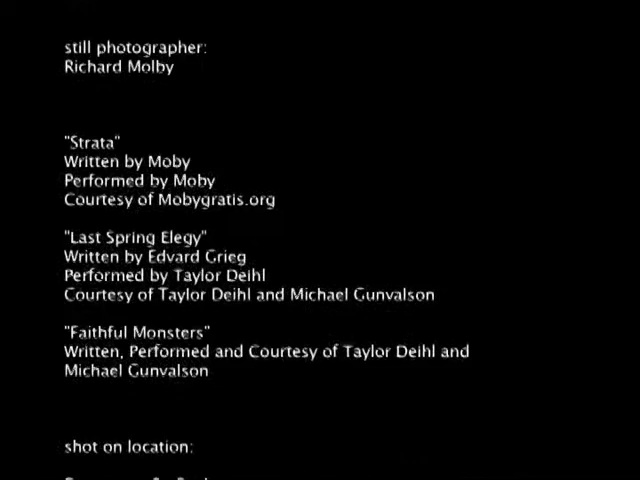 still photographer:
Richard Molby
"Strata"
Written by Moby
Performed by Moby
Courtesy of Mobygratis.org
"Last Spring Elegy"
Written by Edvard Grieg
Performed by Taylor Deihl
Courtesy of Taylor Deihl and Michael Gunvalson
"Faithful Monsters"
Written, Performed and Courtesy of Taylor Deihl and
Michael Gunvalson
shot on location: